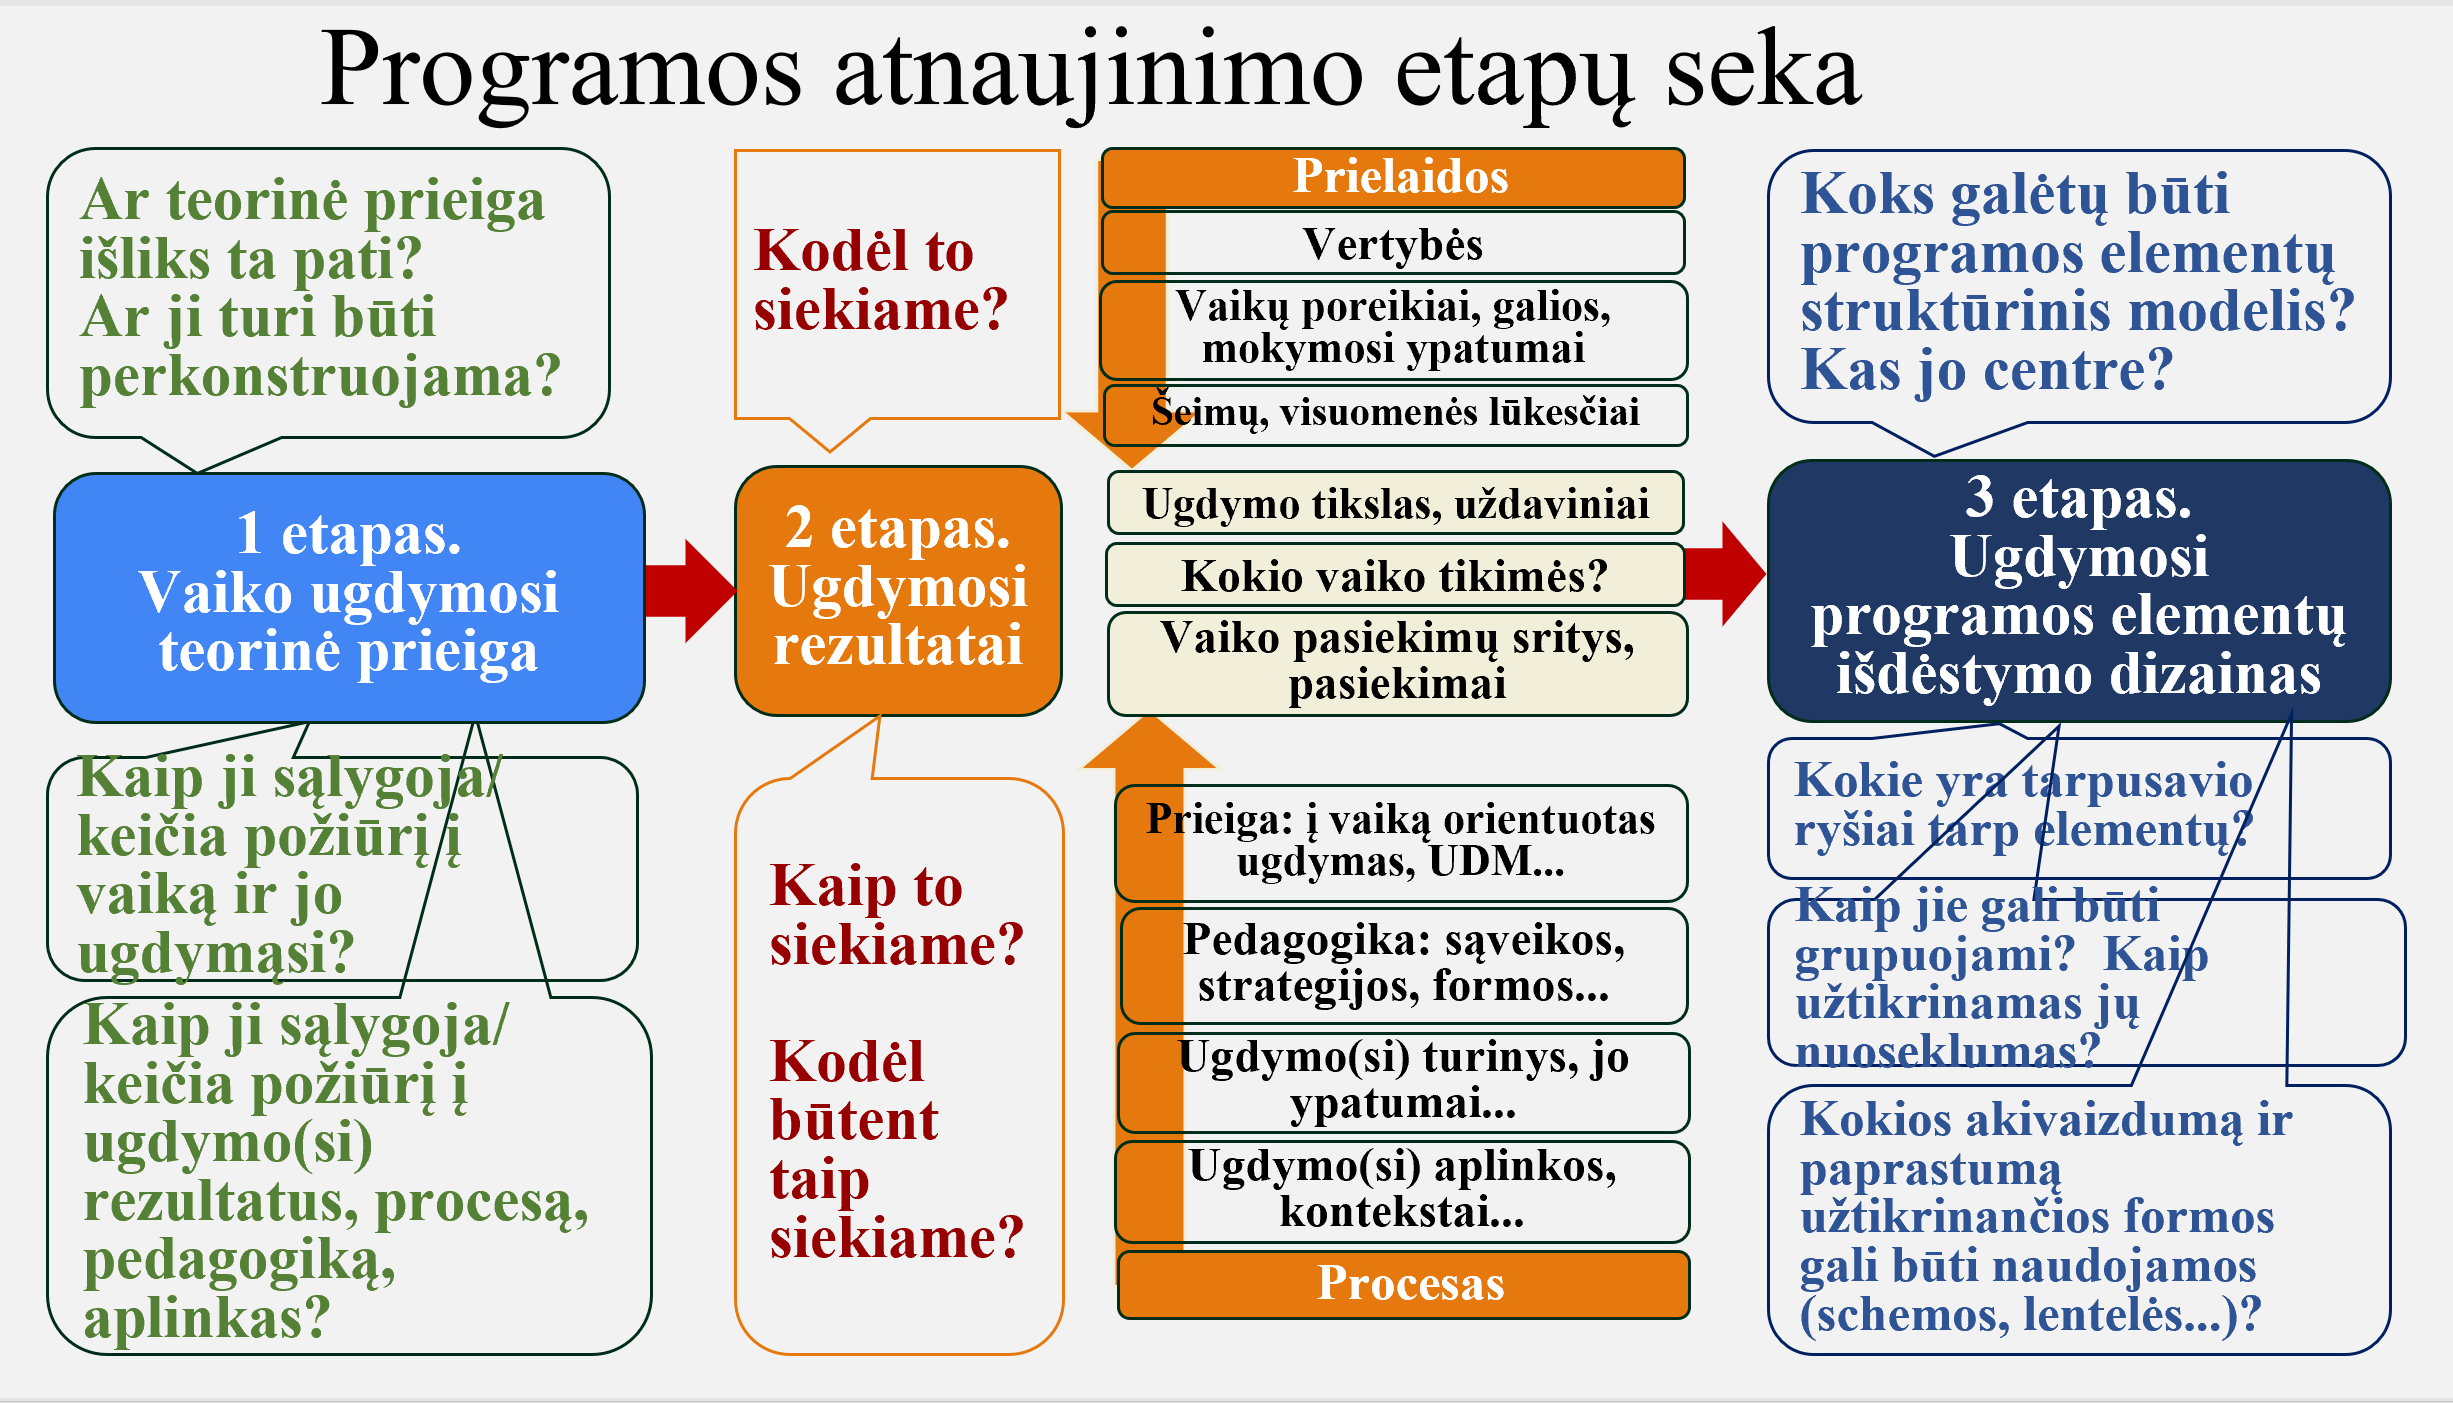 Programos atnaujinimo etapų seka
Ar teorinė prieiga
išliks ta pati?
Ar ji turi būti
perkonstruojama?
1 etapas.
Vaiko ugdymosi
teorinė prieiga
Kaip ji sąlygoja/
keičia požiūrį į
vaiką ir jo
ugdymąsi?
Kaip ji sąlygoja/
keičia požiūrį į
ugdymo(si)
rezultatus, procesą,
pedagogiką,
aplinkas?
Kodėl to
siekiame?
2 etapas.
Ugdymosi
rezultatai
Kaip to
siekiame?
Kodėl
būtent
taip
siekiame?
Prielaidos
Vertybės
Vaikų poreikiai, galios,
mokymosi ypatumai
Šeimų, visuomenės lūkesčiai
Ugdymo tikslas, uždaviniai
Kokio vaiko tikimės?
Vaiko pasiekimų sritys,
pasiekimai
Prieiga: į vaiką orientuotas
ugdymas, UDM...
Pedagogika: sąveikos,
strategijos, formos...
Ugdymo(si) turinys, jo
ypatumai...
Ugdymo(si) aplinkos,
kontekstai...
Procesas
Koks galėtų būti
programos elementų
struktūrinis modelis?
Kas jo centre?
3 etapas.
Ugdymosi
programos elementų
išdėstymo dizainas
Kokie yra tarpusavio
ryšiai tarp elementų?
Kaip jie gali būti
grupuojami?  Kaip
užtikrinamas jų
nuoseklumas?
Kokios akivaizdumą ir
paprastumą
užtikrinančios formos
gali būti naudojamos
(schemos, lentelės...)?